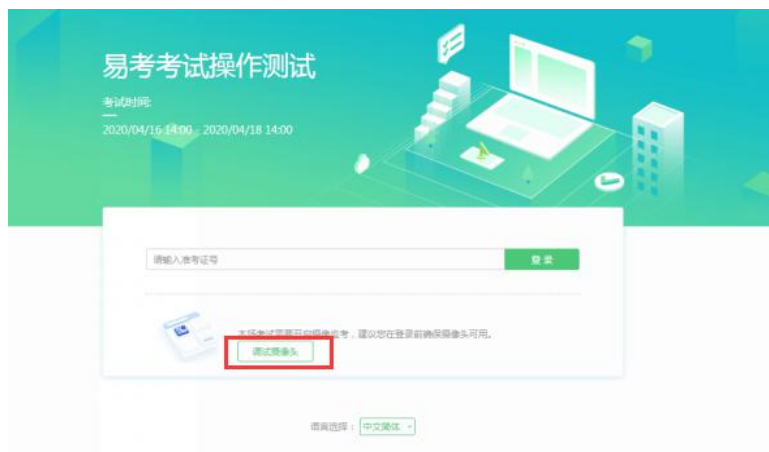 易考考试操作测试
考试时间:
2020/04/16 14:00 - 2020/04/18 14:00
请输入准考证号
登录
本场考试需要开启摄像监考，建议您在登录前确保摄像头可用。
调试摄像头
语言选择： 中文简体